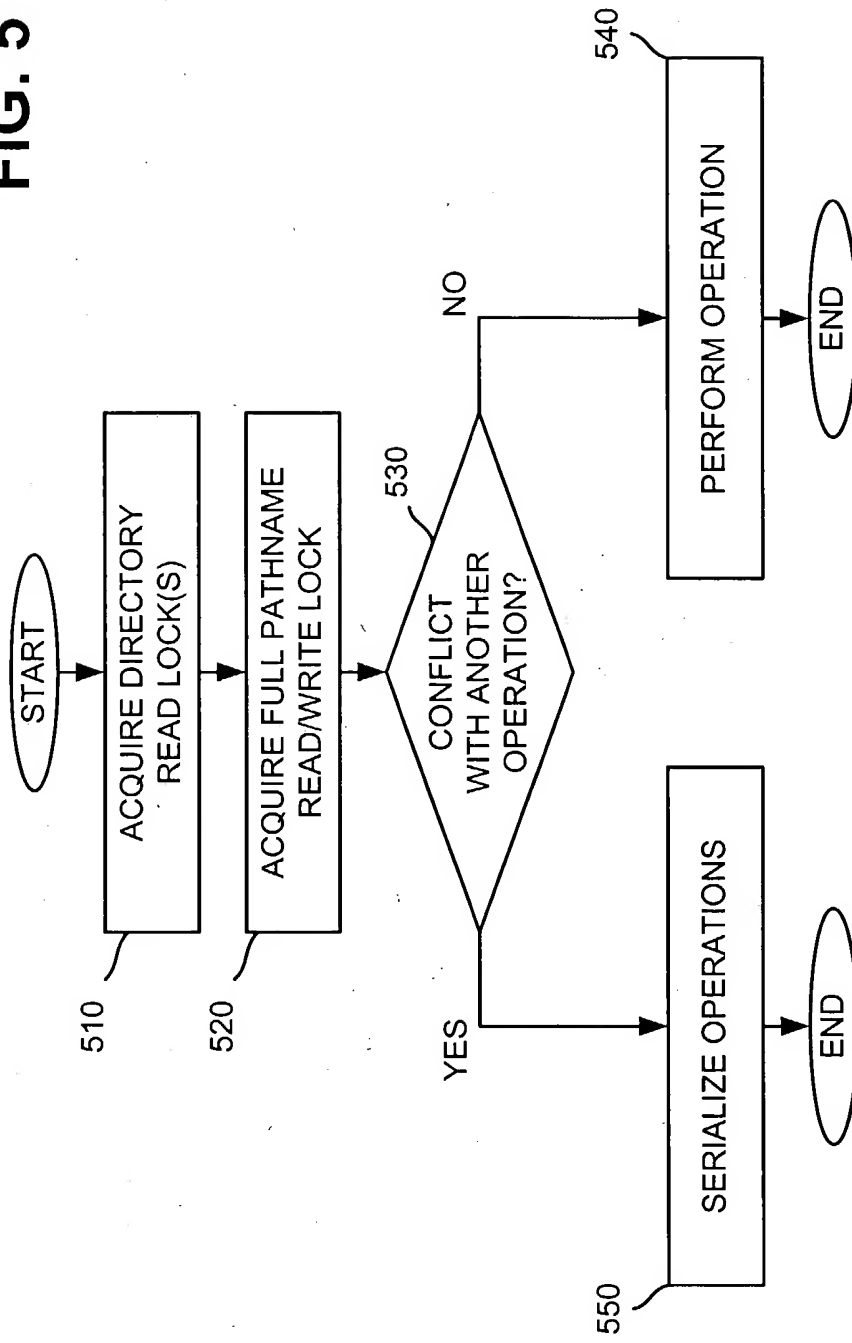 FIG. 5
START
510
ACQUIRE DIRECTORY
READ LOCK(S)
520
ACQUIRE FULL PATHNAME
READ/WRITE LOCK
530
CONFLICT
WITH ANOTHER
OPERATION?
YES
NO
550
SERIALIZE OPERATIONS
540
PERFORM OPERATION
END
END